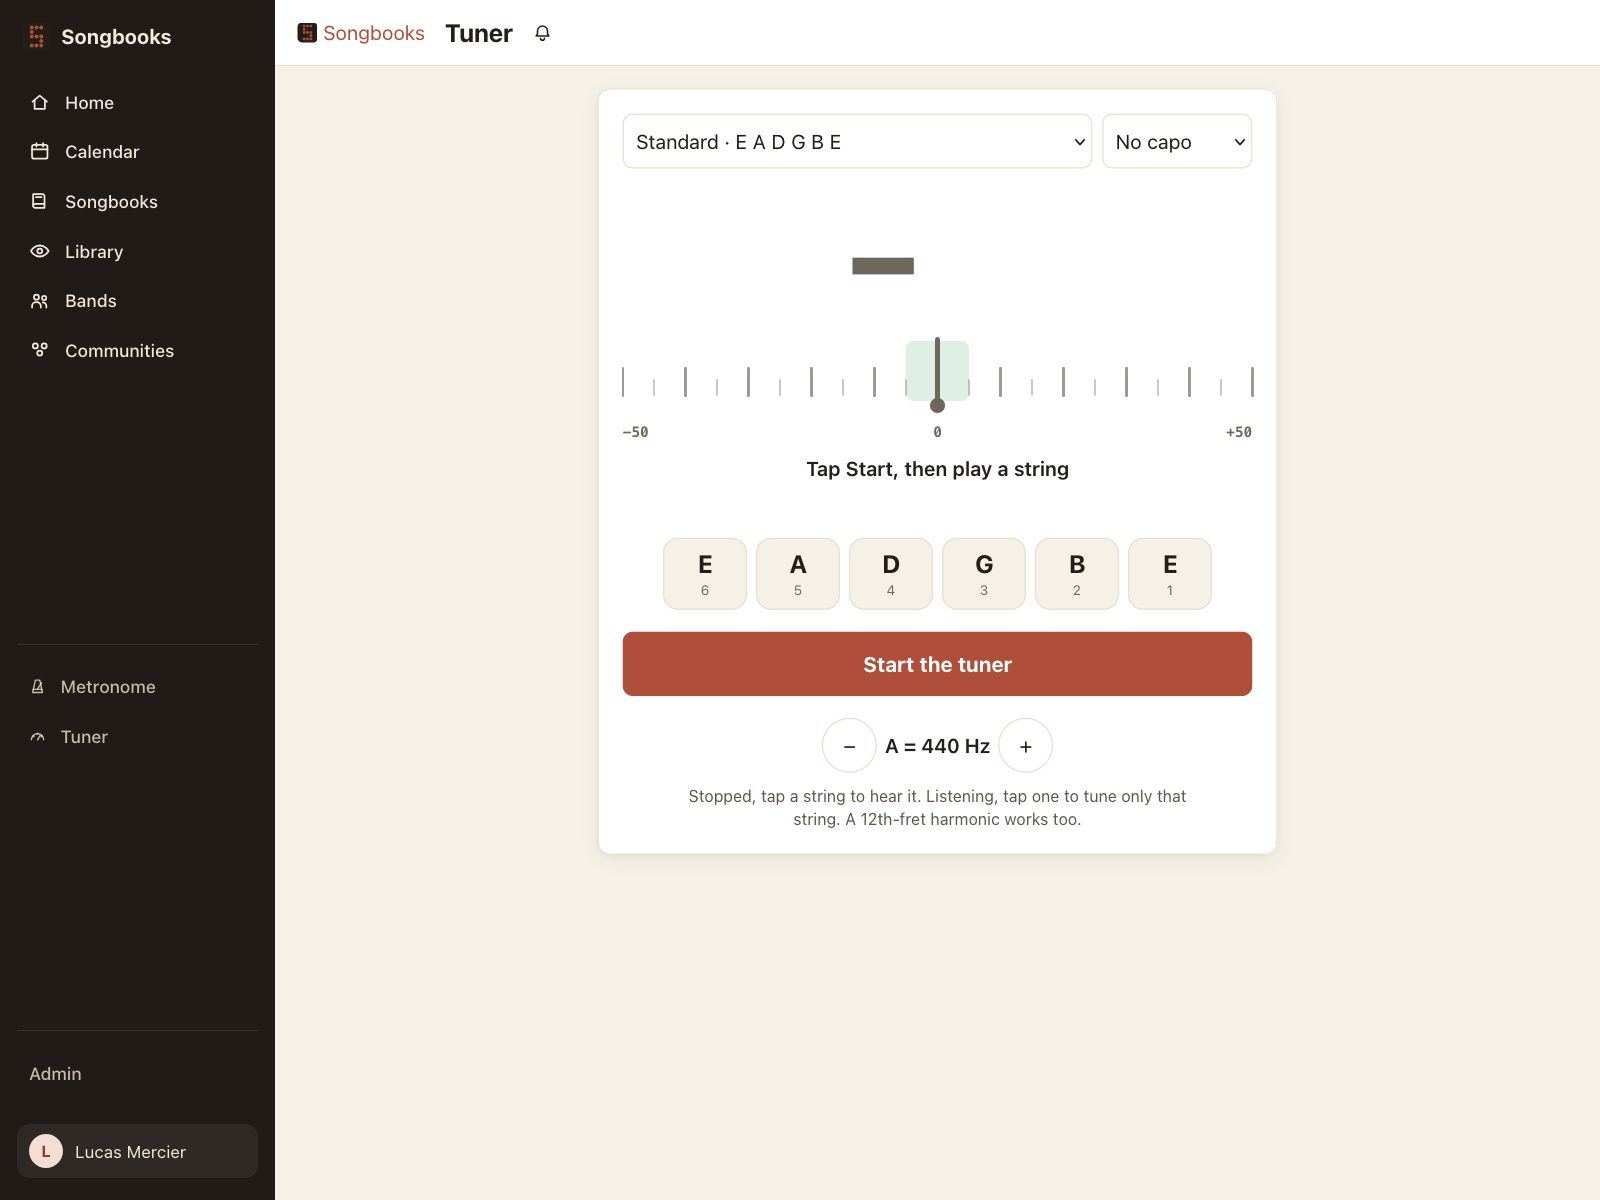 Songbooks
Home
Calendar
Songbooks
Library
Bands
Communities
Metronome
Tuner
Admin
L
Lucas Mercier
Songbooks
Tuner
Standard · E A D G B E
No capo
–
−50
0
+50
Tap Start, then play a string
E
6
A
5
D
4
G
3
B
2
E
1
Start the tuner
−
A = 440 Hz
+
Stopped, tap a string to hear it. Listening, tap one to tune only that
string. A 12th-fret harmonic works too.